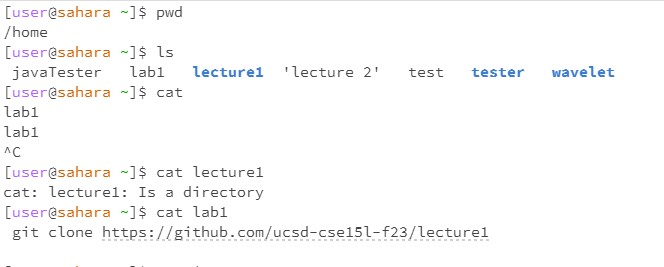 [user@sahara ~]$ pwd
/home
[user@sahara ~]$ ls
 javaTester   lab1   lecture1  'lecture 2'   test   tester   wavelet
[user@sahara ~]$ cat
lab1
lab1
^C
[user@sahara ~]$ cat lecture1
cat: lecture1: Is a directory
[user@sahara ~]$ cat lab1
 git clone https://github.com/ucsd-cse15l-f23/lecture1